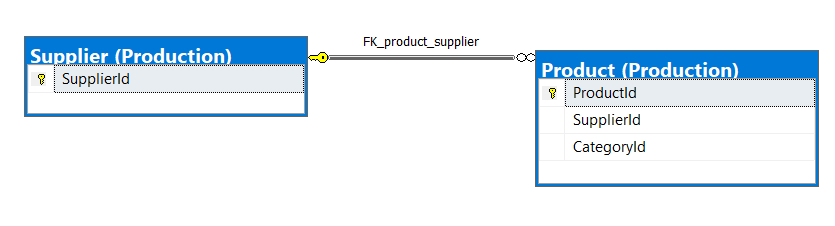 FK_product_supplier
Supplier (Production)
SupplierId
Product (Production)
ProductId
SupplierId
CategoryId